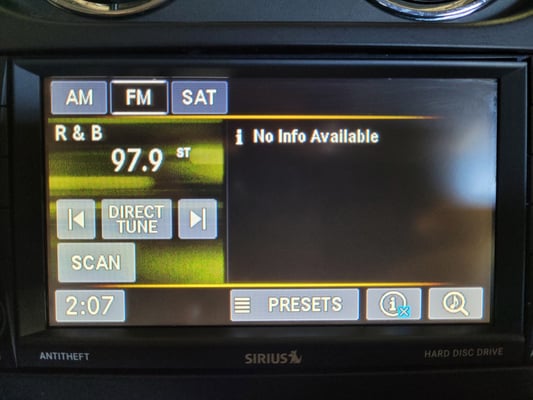 AM FM SAT
R & B
97.9 ST
i No Info Available
DIRECT
TUNE
SCAN
2:07
PRESETS
i
ANTITHEFT
SIRIUS
HARD DISC DRIVE